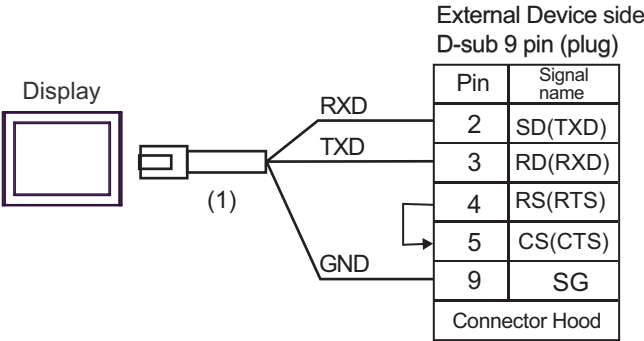 External Device side
D-sub 9 pin (plug)
Display
(1)
RXD
TXD
GND
Pin Signal name
2 SD(TXD)
3 RD(RXD)
4 RS(RTS)
5 CS(CTS)
9 SG
Connector Hood